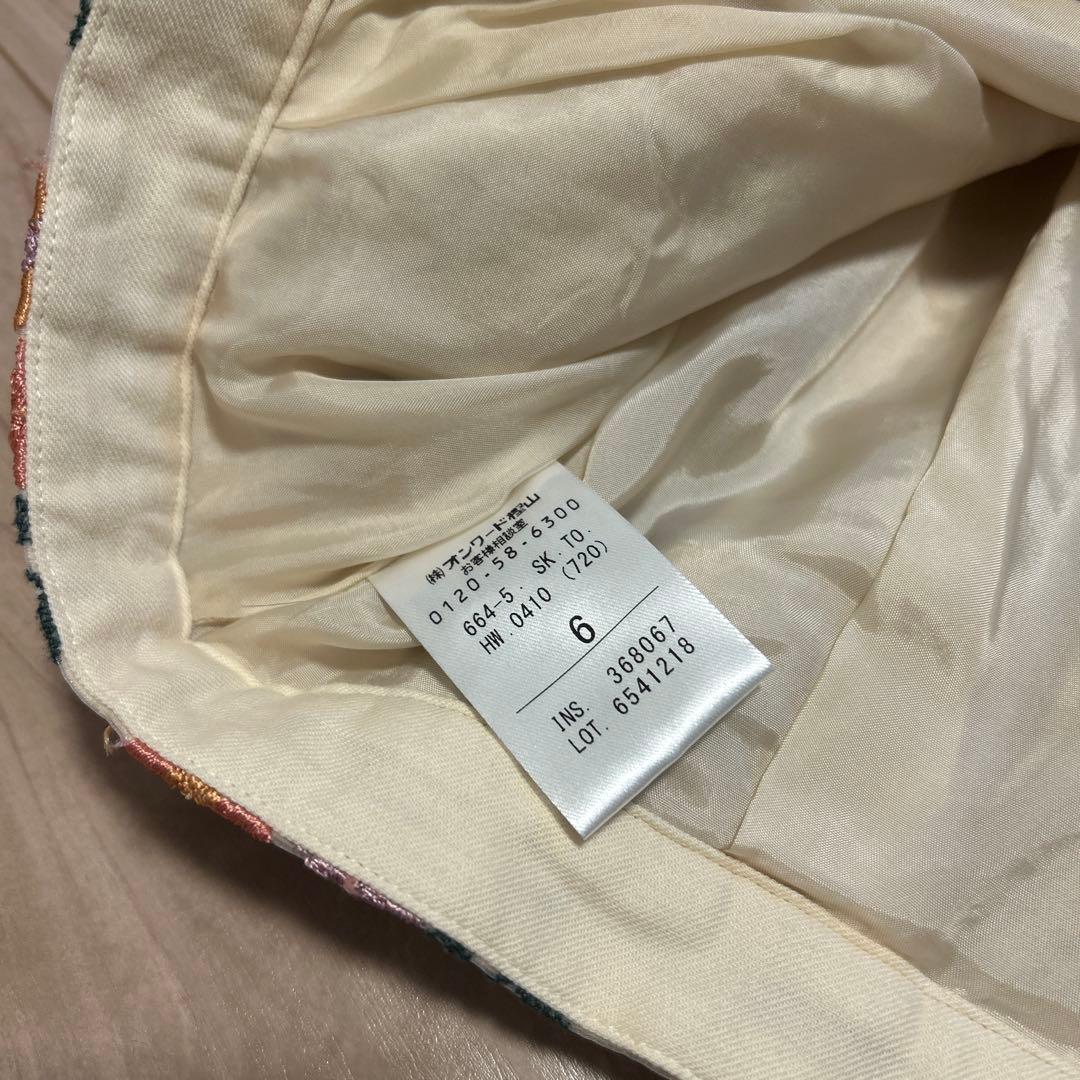 (株)オンワード樫山
お客様相談室
0120-58-6300
664-5. SK.TO.
HW.0410 (720)
6
INS. 368067
LOT. 6541218